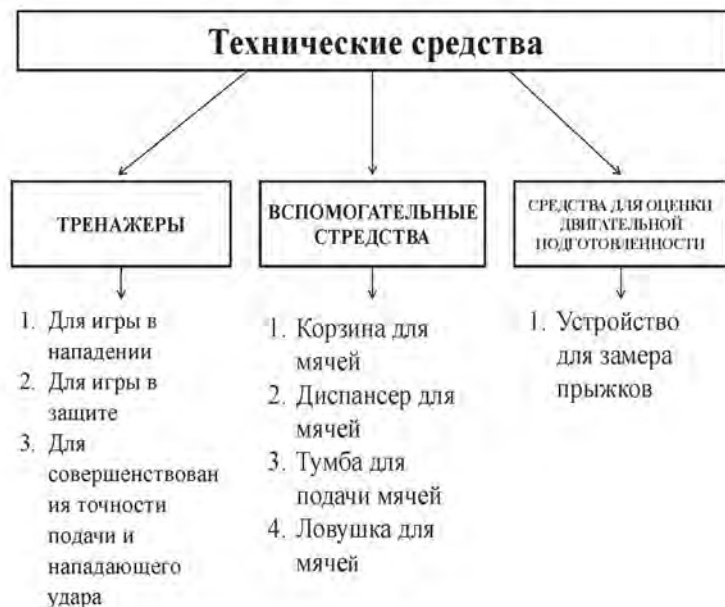 Технические средства
ТРЕНАЖЕРЫ
1. Для игры в
нападении
2. Для игры в
защите
3. Для
совершенствован
ия точности
подачи и
нападающего
удара
ВСПОМОГАТЕЛЬНЫЕ
СТРЕДСТВА
1. Корзина для
мячей
2. Диспансер для
мячей
3. Тумба для
подачи мячей
4. Ловушка для
мячей
СРЕДСТВА ДЛЯ ОЦЕНКИ
ДВИГАТЕЛЬНОЙ
ПОДГОТОВЛЕННОСТИ
1. Устройство
для замера
прыжков